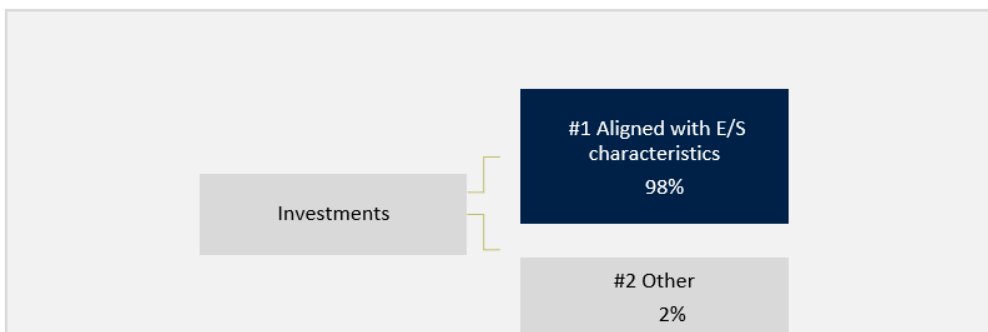 #1 Aligned with E/S
characteristics
98%
Investments
#2 Other
2%